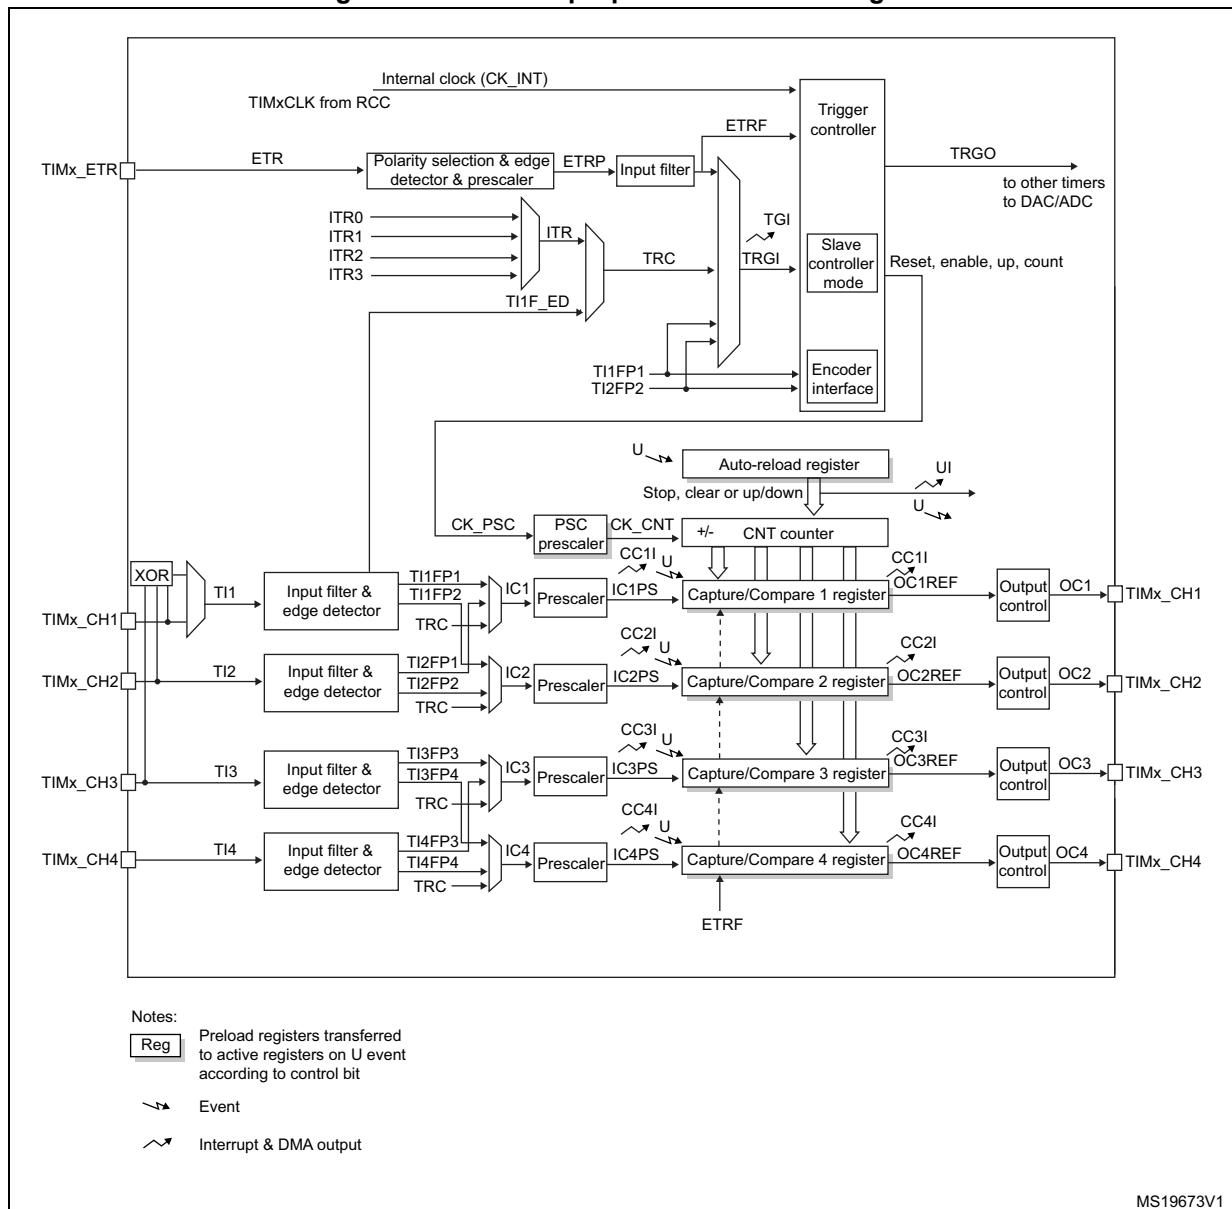 Internal clock (CK_INT)
TIMxCLK from RCC
Trigger
controller
ETRF
TIMx_ETR
ETR
Polarity selection & edge
detector & prescaler
ETRP
Input filter
TRGO
to other timers
to DAC/ADC
ITR0
ITR1
ITR2
ITR3
ITR
TRC
TGI
TRGI
Slave
controller
mode
Reset, enable, up, count
TI1F_ED
TI1FP1
TI2FP2
Encoder
interface
U
Auto-reload register
UI
Stop, clear or up/down
U
CK_PSC
PSC
prescaler
CK_CNT
+/-
CNT counter
XOR
TI1
Input filter &
edge detector
TI1FP1
TI1FP2
TRC
IC1
Prescaler
IC1PS
CC1I
U
Capture/Compare 1 register
CC1I
OC1REF
Output
control
OC1
TIMx_CH1
TIMx_CH1
TIMx_CH2
TI2
Input filter &
edge detector
TI2FP1
TI2FP2
TRC
IC2
Prescaler
IC2PS
CC2I
U
Capture/Compare 2 register
CC2I
OC2REF
Output
control
OC2
TIMx_CH2
TIMx_CH3
TI3
Input filter &
edge detector
TI3FP3
TI3FP4
TRC
IC3
Prescaler
IC3PS
CC3I
U
Capture/Compare 3 register
CC3I
OC3REF
Output
control
OC3
TIMx_CH3
TIMx_CH4
TI4
Input filter &
edge detector
TI4FP3
TI4FP4
TRC
IC4
Prescaler
IC4PS
CC4I
U
Capture/Compare 4 register
CC4I
OC4REF
Output
control
OC4
TIMx_CH4
ETRF
Notes:
Reg
Preload registers transferred
to active registers on U event
according to control bit
Event
Interrupt & DMA output
MS19673V1